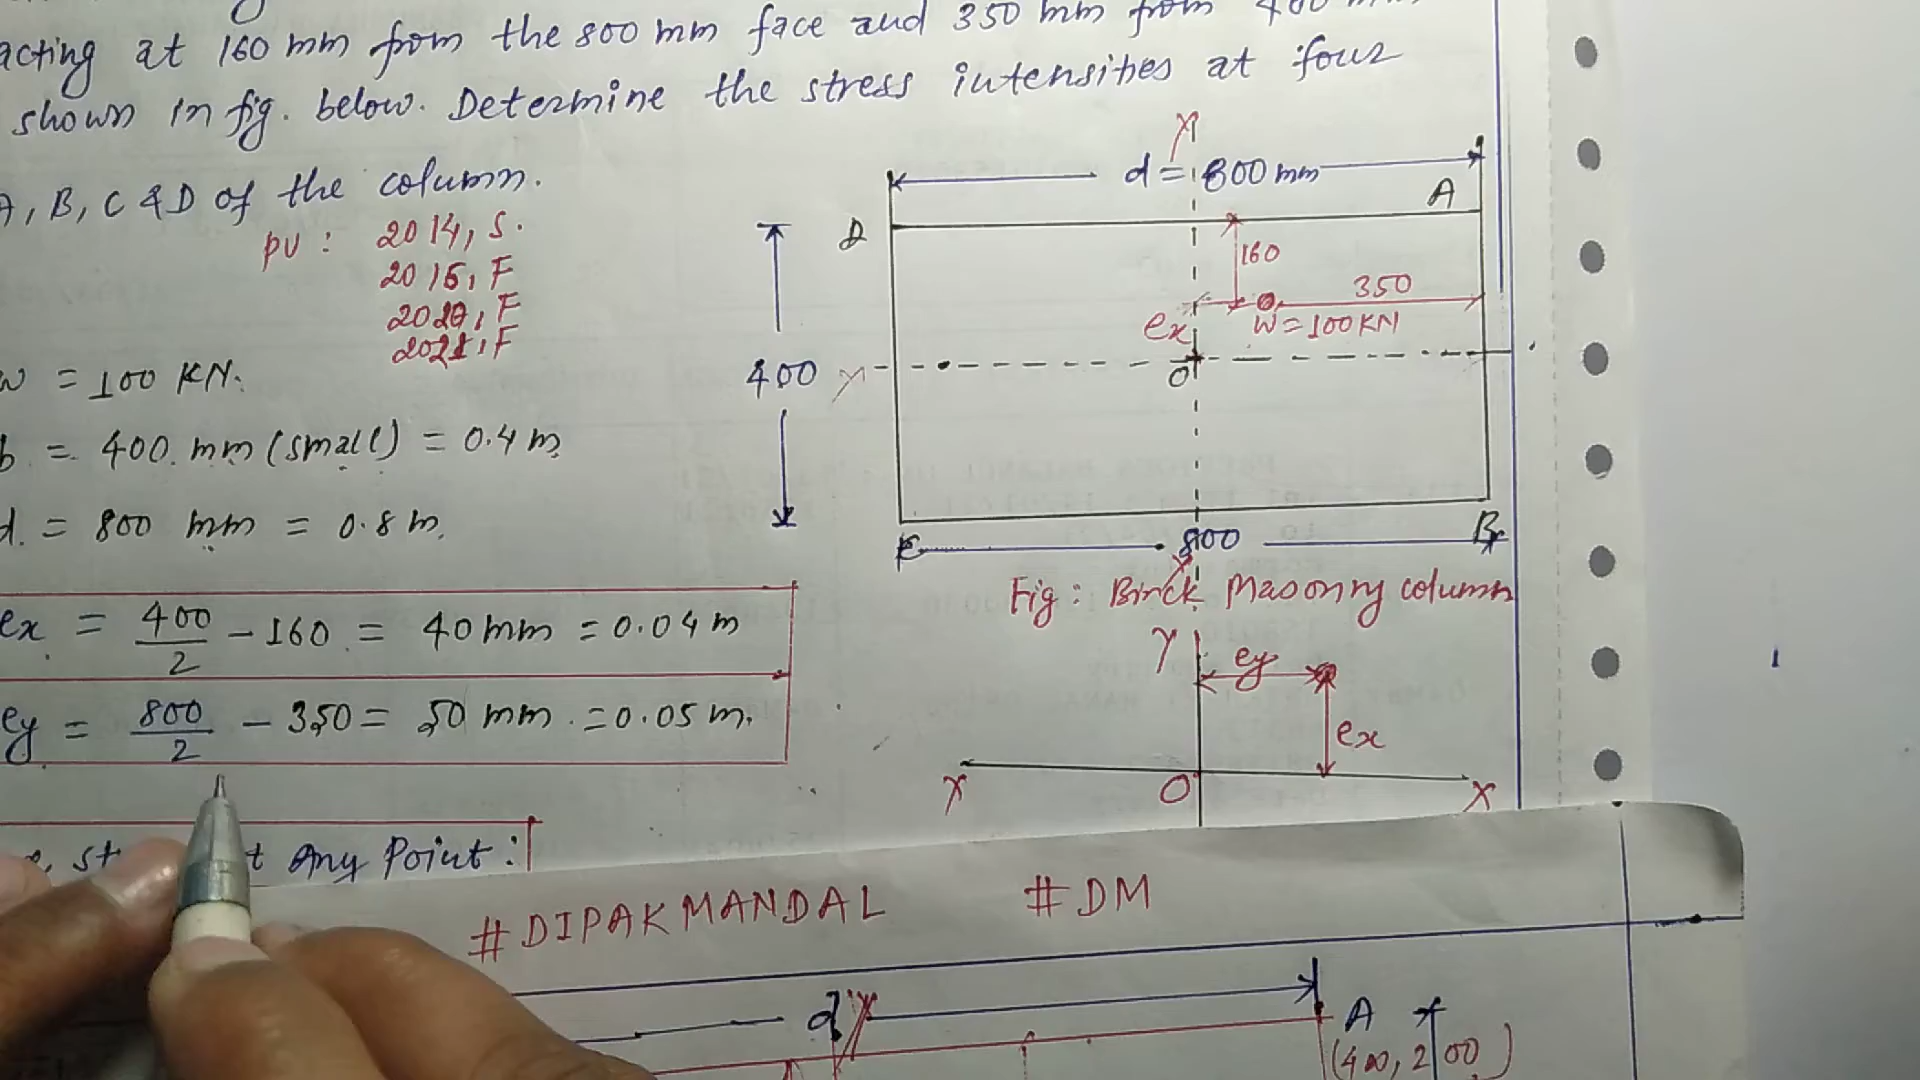 acting at 160 mm from the 800 mm face and 350 mm from 400 mm
shown in fig. below. Determine the stress intensities at four
A, B, C & D of the column.
PU : 2014, S.
2015, F
2020, F
2021, F
w = 100 KN.
b = 400 mm (small) = 0.4 m
d = 800 mm = 0.8 m.
ex = 400/2 - 160 = 40 mm = 0.04 m
ey = 800/2 - 350 = 50 mm. = 0.05 m.
Any Point :
Y
d = 800 mm
D
A
160
350
ex
W = 100 KN
400
O
C
800
B
Fig : Birck Masonry column
Y
ey
ex
X
O
X
#DIPAKMANDAL #DM
d
A
(400, 200)